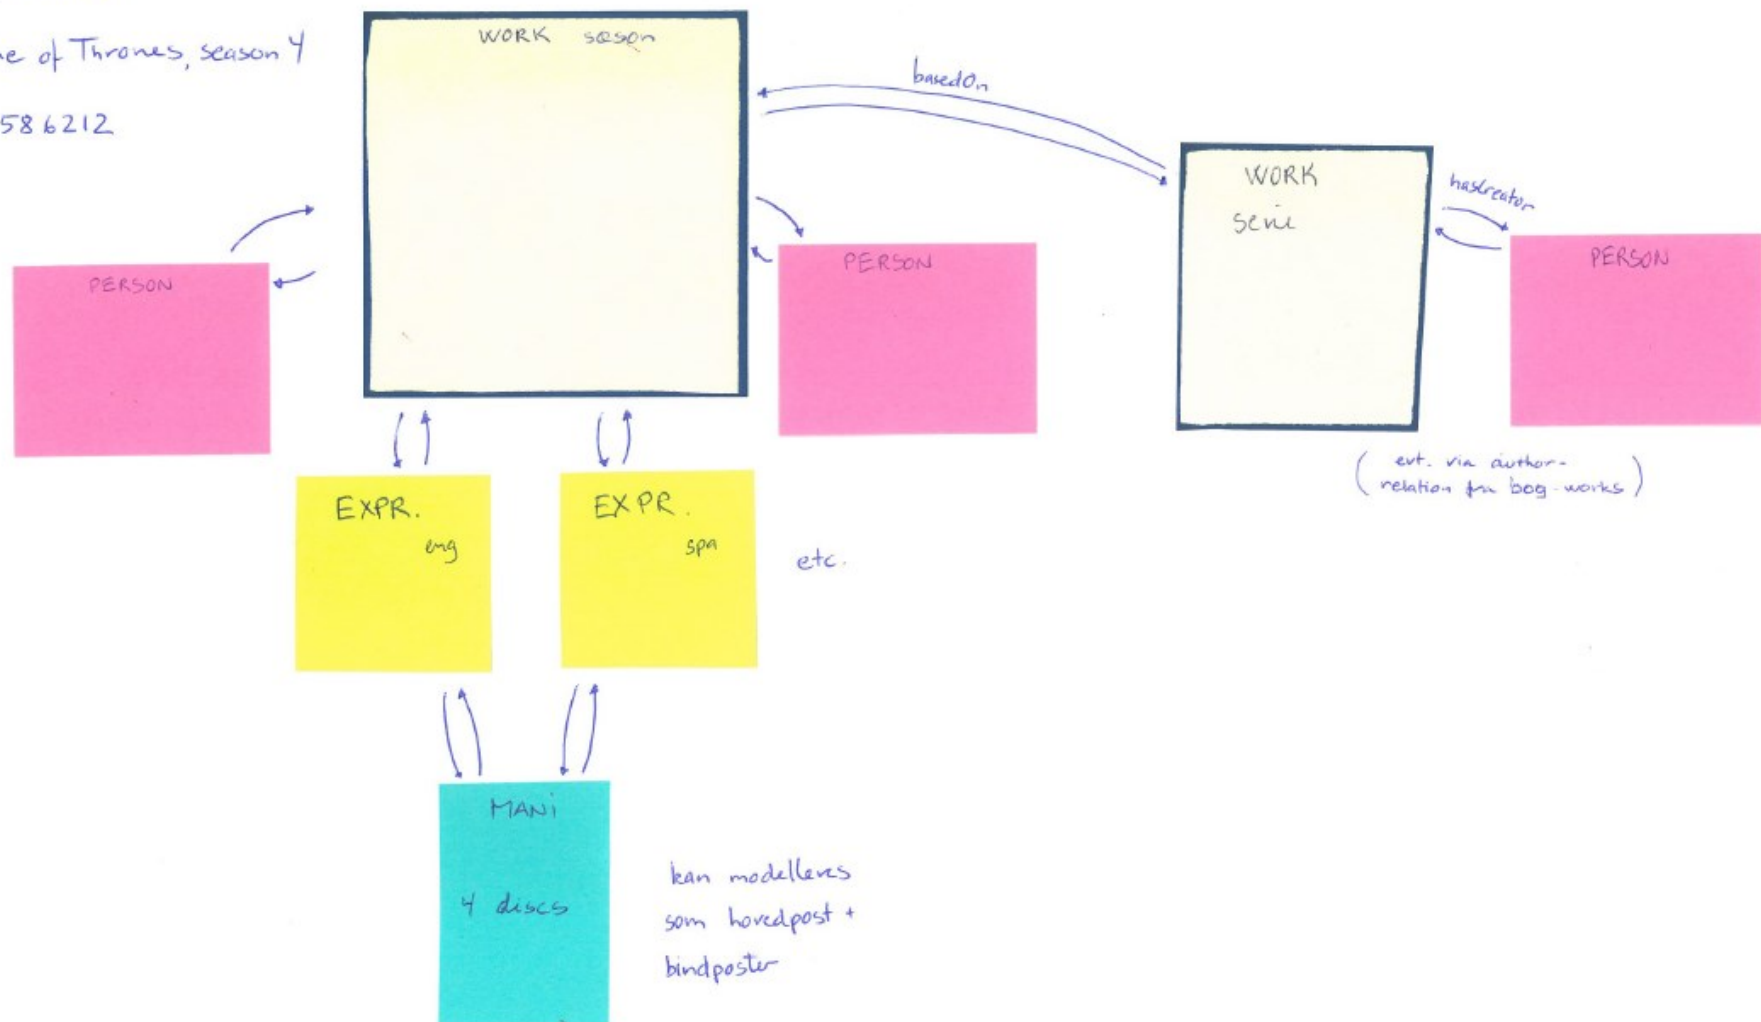 e of Thrones, season 4
586212
WORK sæson
basedOn
WORK
serie
hasCreator
PERSON
PERSON
PERSON
(evt. via author-
relation fra bog-works)
EXPR.
eng
EXPR.
spa
etc.
MANI
4 discs
kan modelleres
som hovedpost +
bindposter